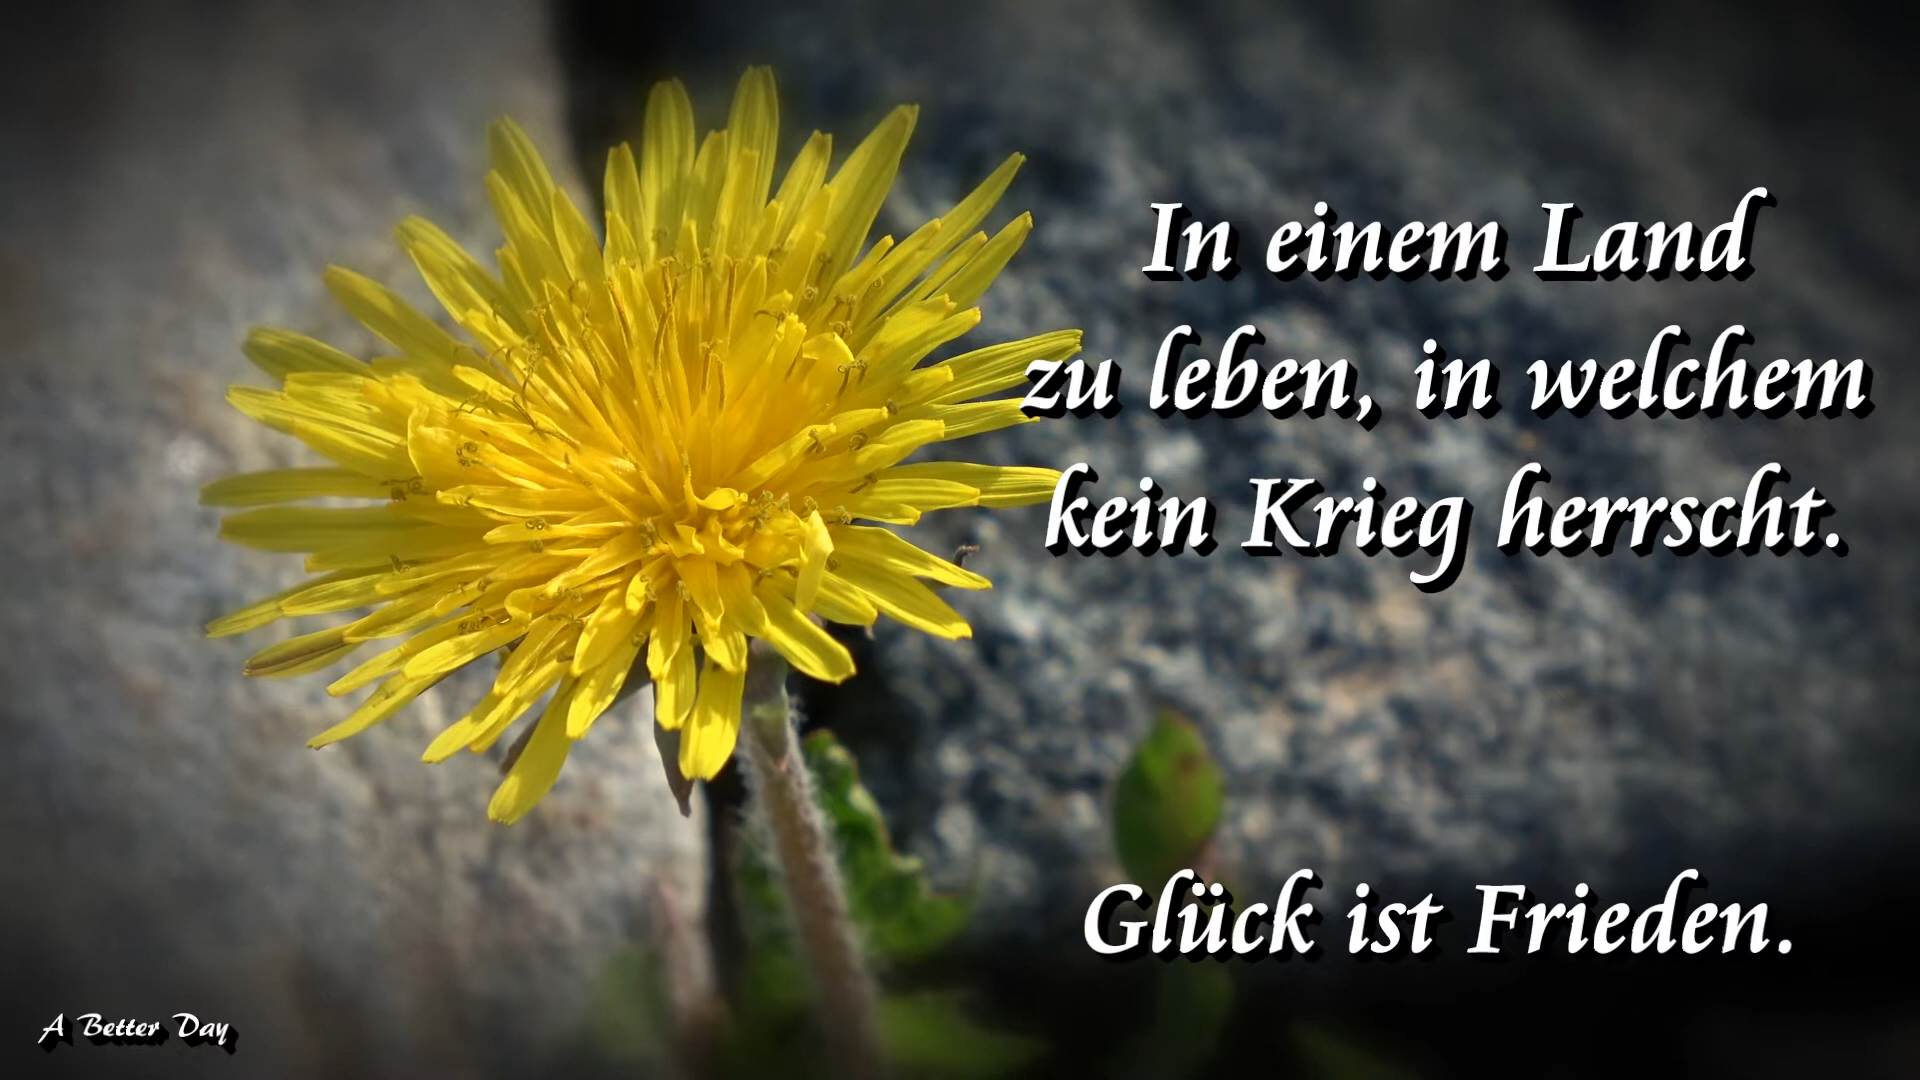 In einem Land
zu leben, in welchem
kein Krieg herrscht.
Glück ist Frieden.
A Better Day